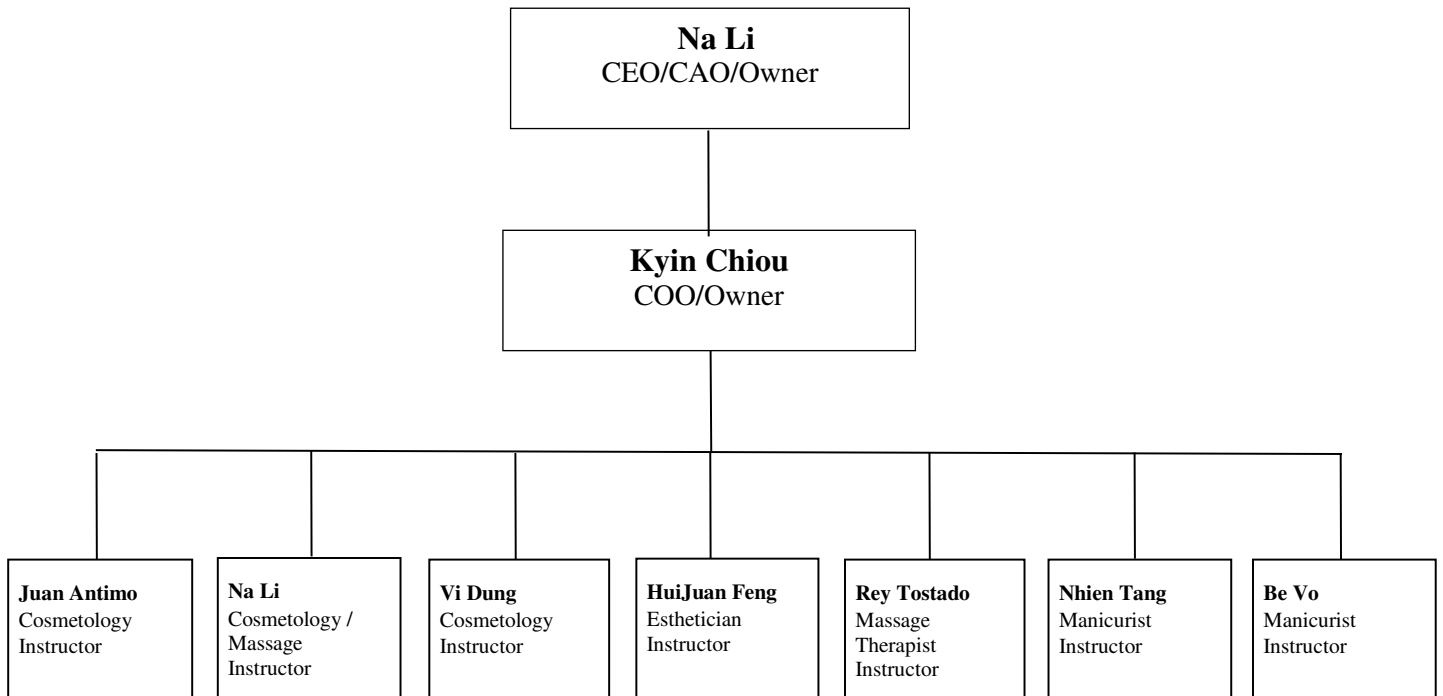 Na Li
CEO/CAO/Owner
Kyin Chiou
COO/Owner
Juan Antimo
Cosmetology
Instructor
Na Li
Cosmetology /
Massage
Instructor
Vi Dung
Cosmetology
Instructor
HuiJuan Feng
Esthetician
Instructor
Rey Tostado
Massage
Therapist
Instructor
Nhien Tang
Manicurist
Instructor
Be Vo
Manicurist
Instructor